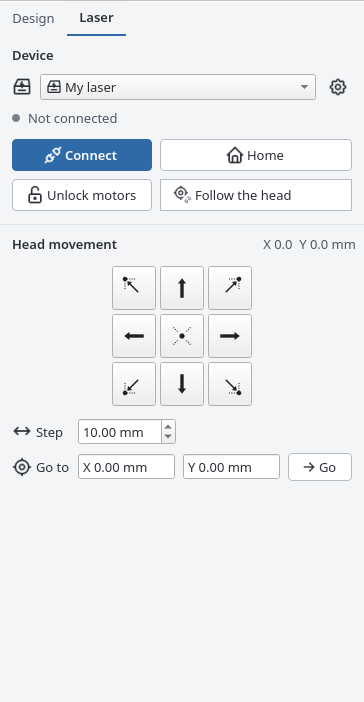 Design Laser
Device
My laser
Not connected
Connect Home
Unlock motors Follow the head
Head movement X 0.0 Y 0.0 mm
Step 10.00 mm
Go to X 0.00 mm Y 0.00 mm Go